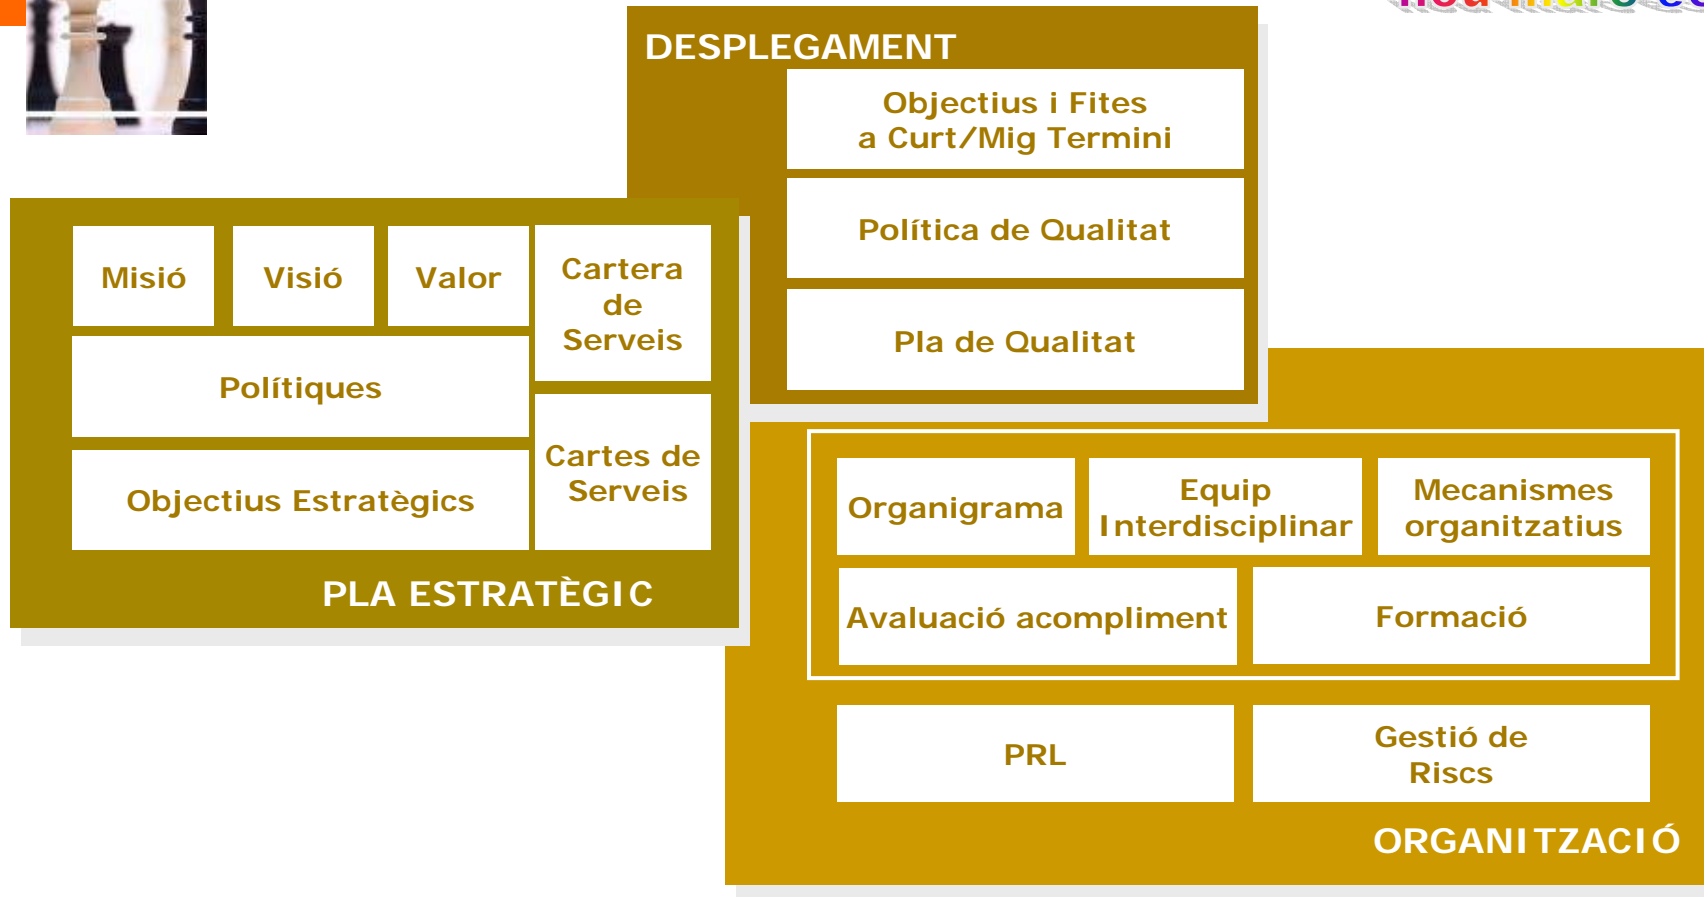 DESPLEGAMENT
Objectius i Fites
a Curt/Mig Termini
Política de Qualitat
Pla de Qualitat
Misió
Visió
Valor
Cartera
de
Serveis
Polítiques
Cartes de
Serveis
Objectius Estratègics
PLA ESTRATÈGIC
Organigrama
Equip
Interdisciplinar
Mecanismes
organitzatius
Avaluació acompliment
Formació
PRL
Gestió de
Riscs
ORGANITZACIÓ